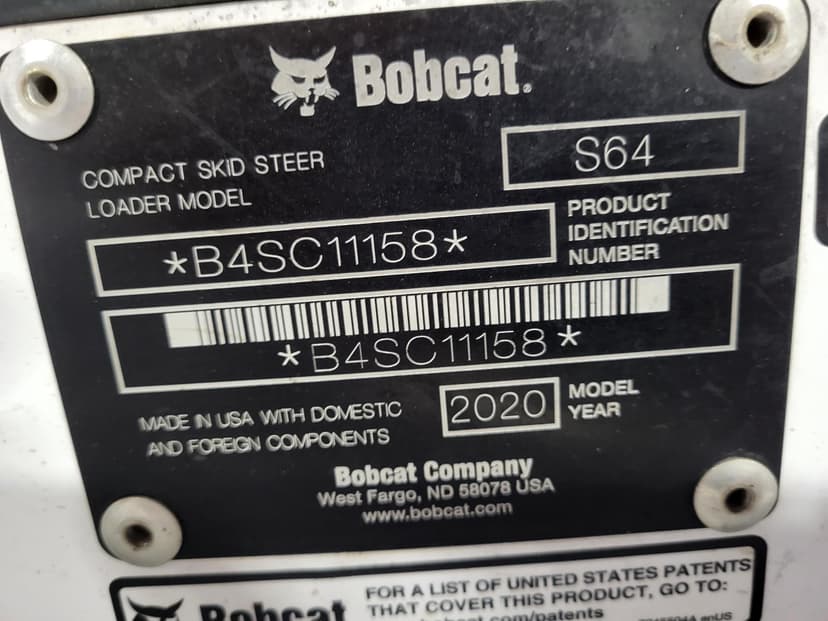 Bobcat.
COMPACT SKID STEER
LOADER MODEL
S64
*B4SC11158*
PRODUCT
IDENTIFICATION
NUMBER
*B4SC11158*
MADE IN USA WITH DOMESTIC
AND FOREIGN COMPONENTS
2020
MODEL
YEAR
Bobcat Company
West Fargo, ND 58078 USA
www.bobcat.com
Bobcat
FOR A LIST OF UNITED STATES PATENTS
THAT COVER THIS PRODUCT, GO TO:
enUS